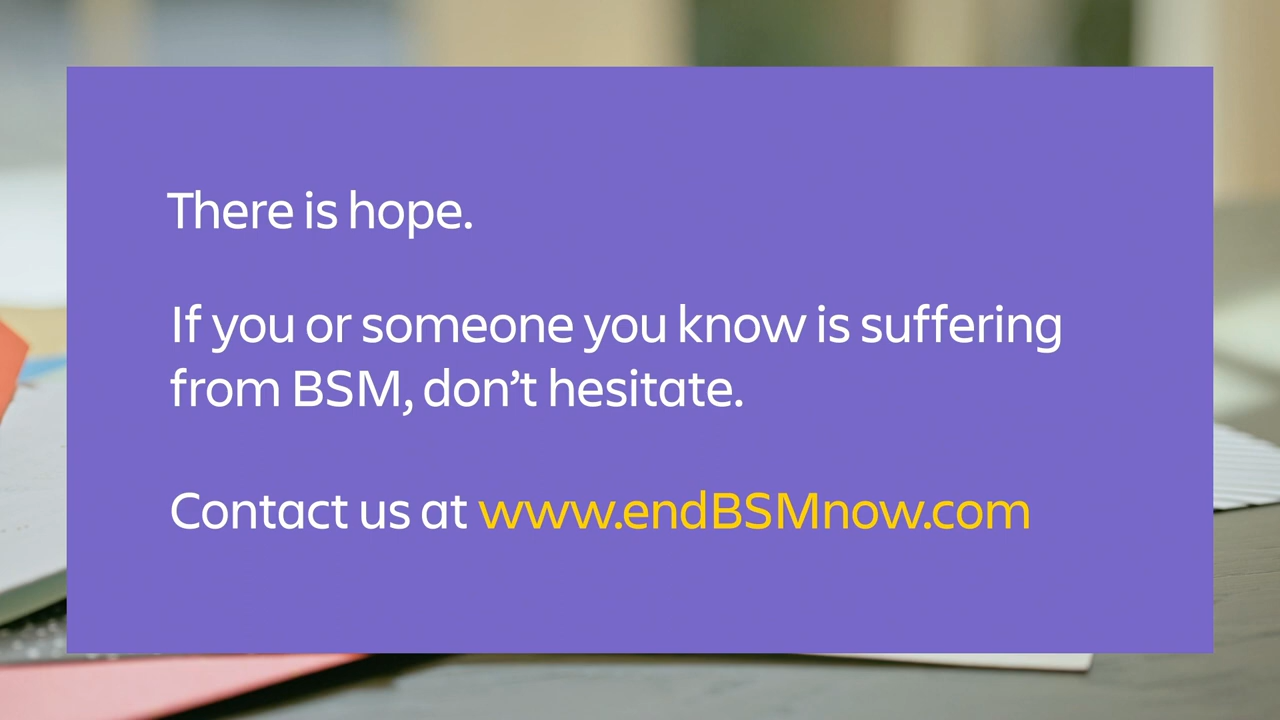 There is hope.
If you or someone you know is suffering
from BSM, don’t hesitate.
Contact us at www.endBSMnow.com